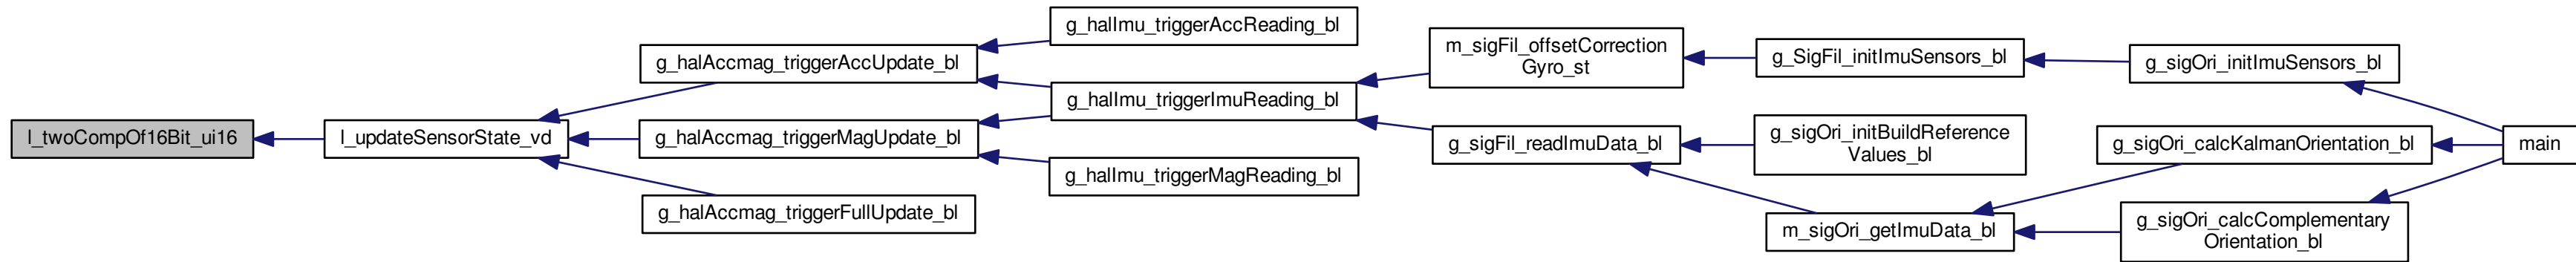 l_twoCompOf16Bit_ui16
l_updateSensorState_vd
g_halAccmag_triggerAccUpdate_bl
g_halAccmag_triggerMagUpdate_bl
g_halAccmag_triggerFullUpdate_bl
g_halImu_triggerAccReading_bl
g_halImu_triggerImuReading_bl
g_halImu_triggerMagReading_bl
m_sigFil_offsetCorrection
Gyro_st
g_sigFil_readImuData_bl
g_SigFil_initImuSensors_bl
g_sigOri_initBuildReference
Values_bl
m_sigOri_getImuData_bl
g_sigOri_initImuSensors_bl
g_sigOri_calcKalmanOrientation_bl
g_sigOri_calcComplementary
Orientation_bl
main